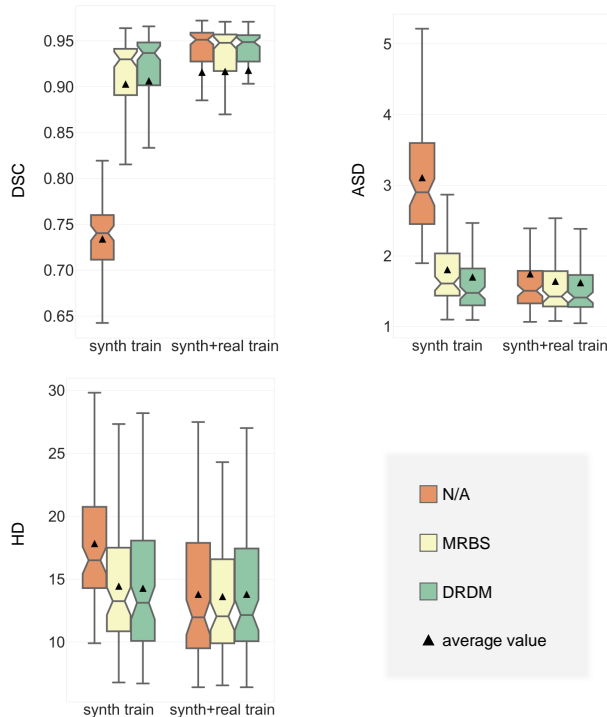 DSC
0.95
0.90
0.85
0.80
0.75
0.70
0.65
synth train synth+real train
ASD
5
4
3
2
1
synth train synth+real train
HD
30
25
20
15
10
synth train synth+real train
N/A
MRBS
DRDM
average value